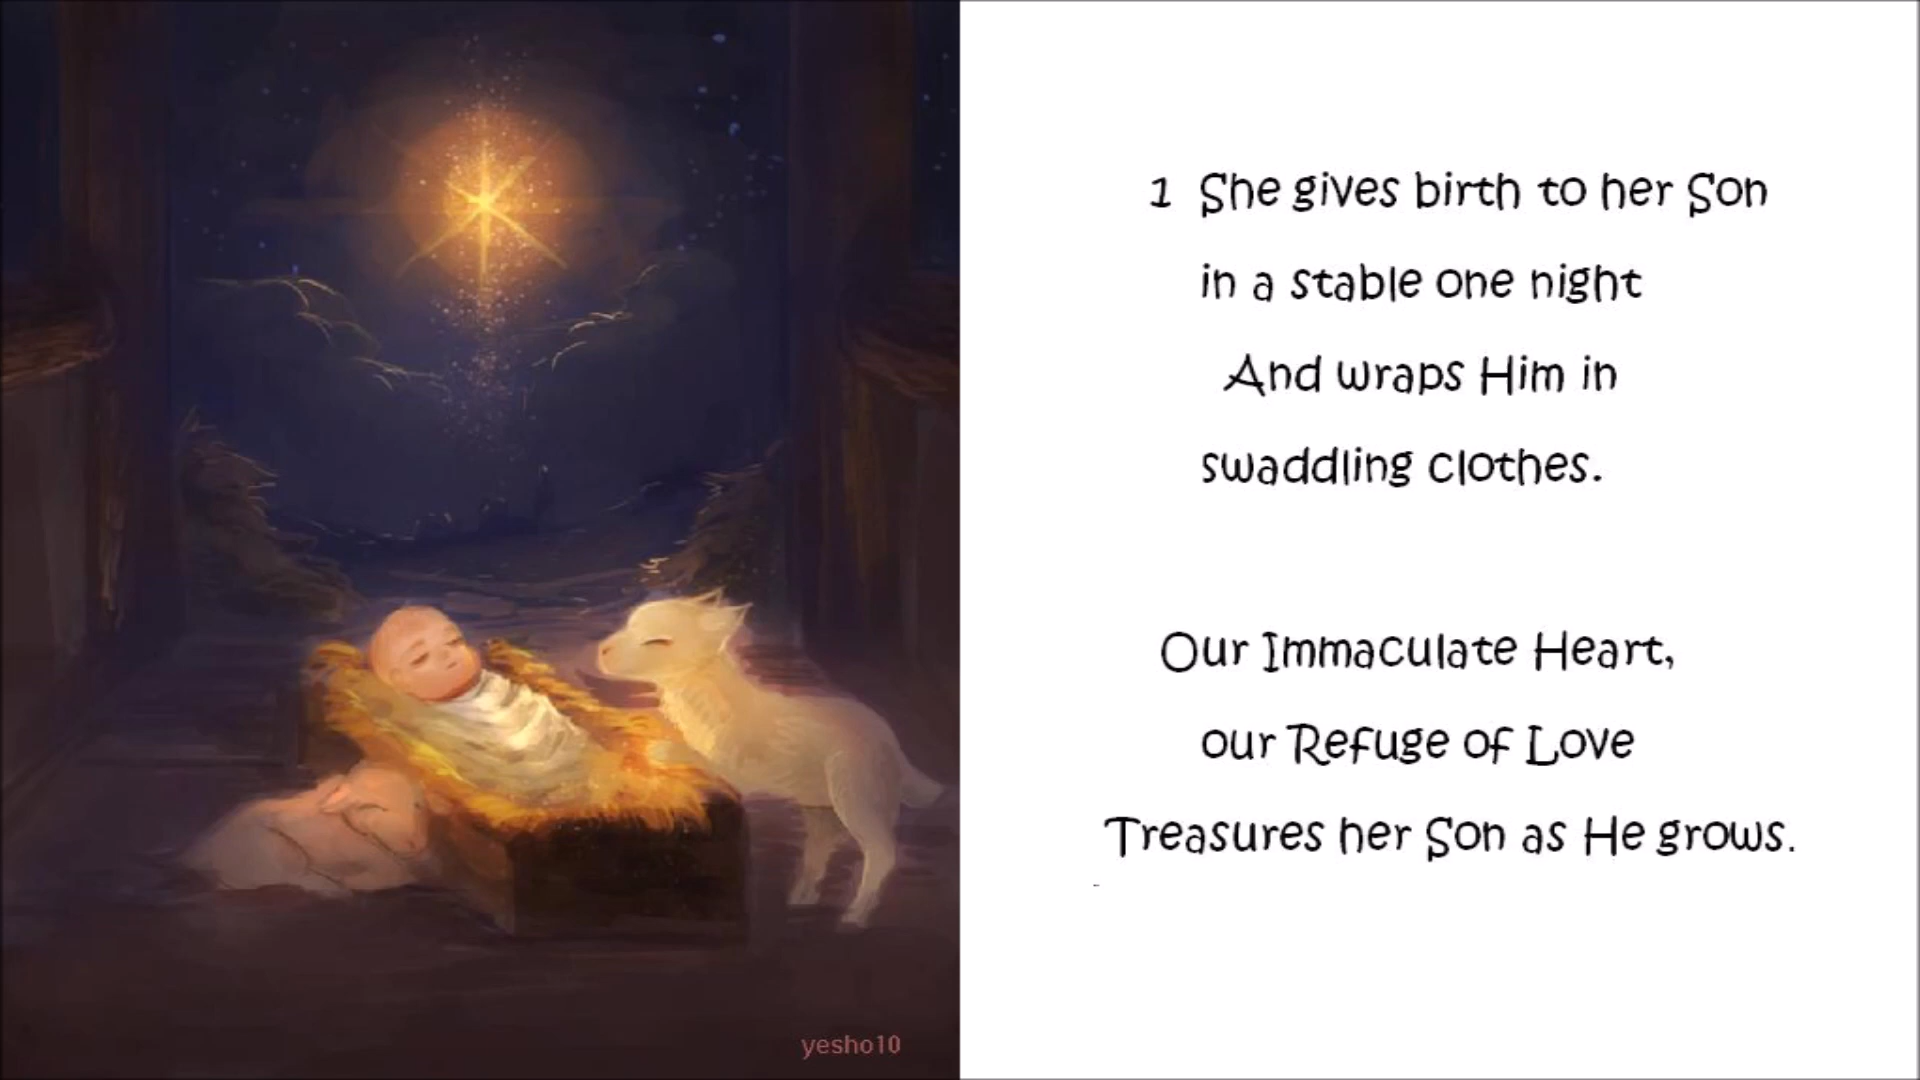 1 She gives birth to her Son
in a stable one night
And wraps Him in
swaddling clothes.
Our Immaculate Heart,
our Refuge of Love
Treasures her Son as He grows.
yesho10